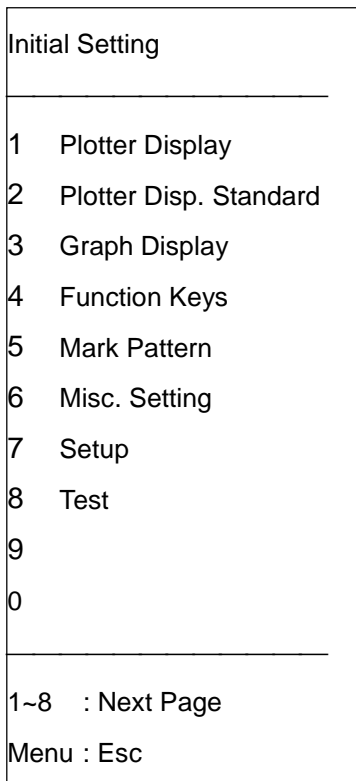 Initial Setting
1 Plotter Display
2 Plotter Disp. Standard
3 Graph Display
4 Function Keys
5 Mark Pattern
6 Misc. Setting
7 Setup
8 Test
9
0
1~8 : Next Page
Menu : Esc